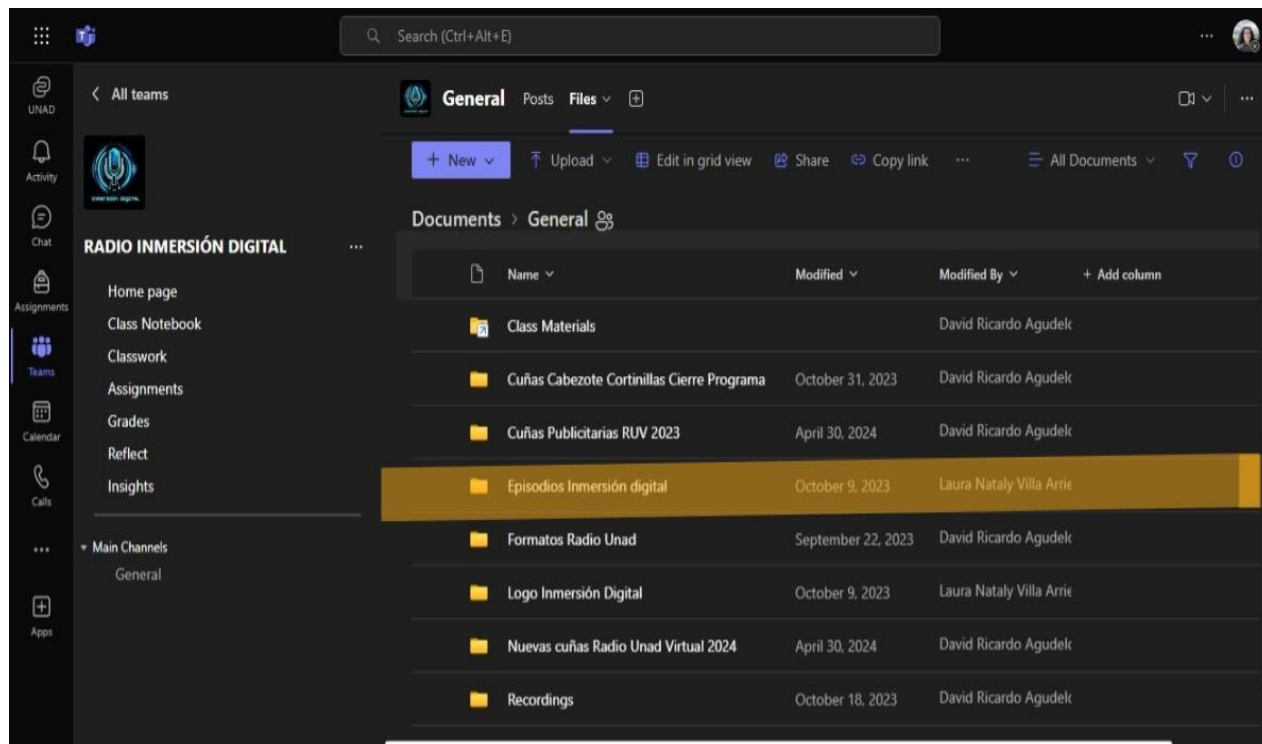 Search (Ctrl+Alt+E)
UNAD
Activity
Chat
Assignments
Teams
Calendar
Calls
Apps
All teams
RADIO INMERSIÓN DIGITAL
Home page
Class Notebook
Classwork
Assignments
Grades
Reflect
Insights
Main Channels
General
General Posts Files
New Upload Edit in grid view Share Copy link ... All Documents
Documents > General
Name Modified Modified By + Add column
Class Materials David Ricardo Agudelo
Cuñas Cabezote Cortinillas Cierre Programa October 31, 2023 David Ricardo Agudelo
Cuñas Publicitarias RUV 2023 April 30, 2024 David Ricardo Agudelo
Episodios Inmersión digital October 9, 2023 Laura Nataly Villa Arrie
Formatos Radio Unad September 22, 2023 David Ricardo Agudelo
Logo Inmersión Digital October 9, 2023 Laura Nataly Villa Arrie
Nuevas cuñas Radio Unad Virtual 2024 April 30, 2024 David Ricardo Agudelo
Recordings October 18, 2023 David Ricardo Agudelo